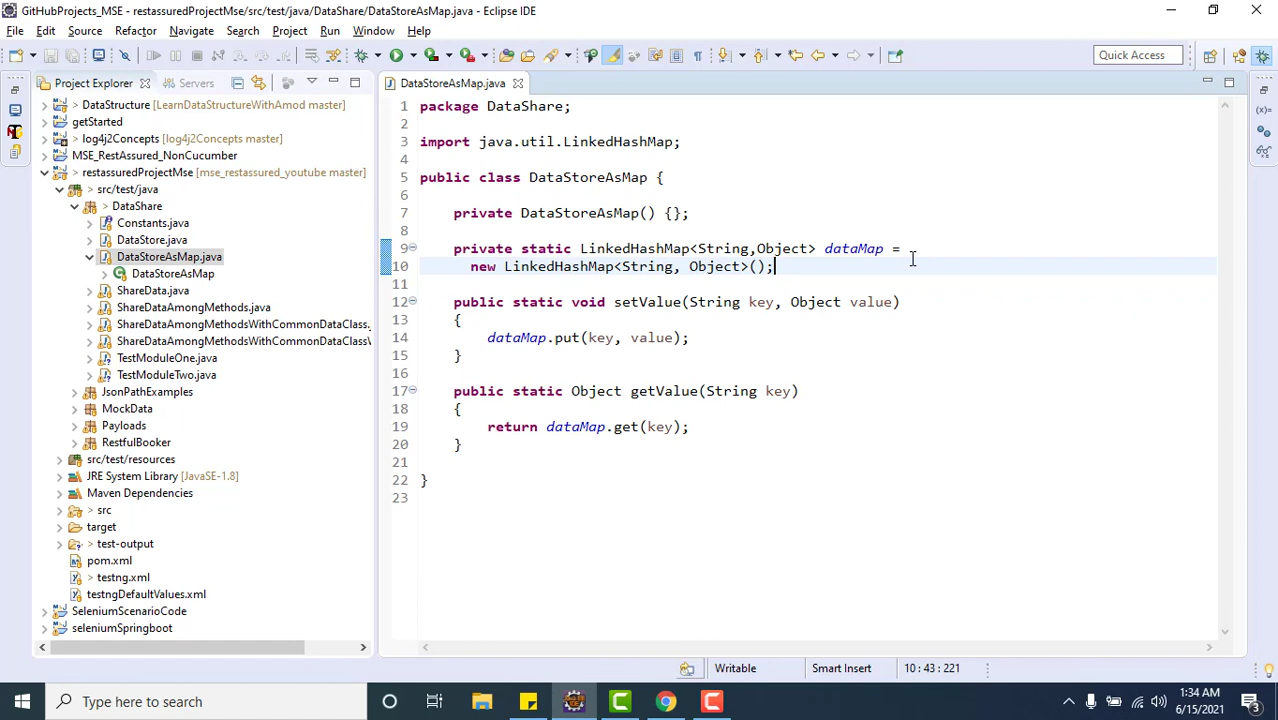 GitHubProjects_MSE - restassuredProjectMse/src/test/java/DataShare/DataStoreAsMap.java - Eclipse IDE
File Edit Source Refactor Navigate Search Project Run Window Help
Quick Access
Project Explorer Servers
DataStoreAsMap.java
> DataStructure [LearnDataStructureWithAmod master]
getStarted
> log4j2Concepts [log4j2Concepts master]
MSE_RestAssured_NonCucumber
> restassuredProjectMse [mse_restassured_youtube master]
> src/test/java
> DataShare
Constants.java
DataStore.java
DataStoreAsMap.java
DataStoreAsMap
ShareData.java
ShareDataAmongMethods.java
ShareDataAmongMethodsWithCommonDataClass.
ShareDataAmongMethodsWithCommonDataClassV
TestModuleOne.java
TestModuleTwo.java
JsonPathExamples
MockData
Payloads
RestfulBooker
src/test/resources
JRE System Library [JavaSE-1.8]
Maven Dependencies
> src
target
> test-output
pom.xml
> testng.xml
testngDefaultValues.xml
SeleniumScenarioCode
seleniumSpringboot
1 package DataShare;
2
3 import java.util.LinkedHashMap;
4
5 public class DataStoreAsMap {
6
7 private DataStoreAsMap() {};
8
9 private static LinkedHashMap<String,Object> dataMap =
10 new LinkedHashMap<String, Object>();
11
12 public static void setValue(String key, Object value)
13 {
14 dataMap.put(key, value);
15 }
16
17 public static Object getValue(String key)
18 {
19 return dataMap.get(key);
20 }
21
22 }
23
Writable Smart Insert 10 : 43 : 221
Type here to search
1:34 AM
6/15/2021
3